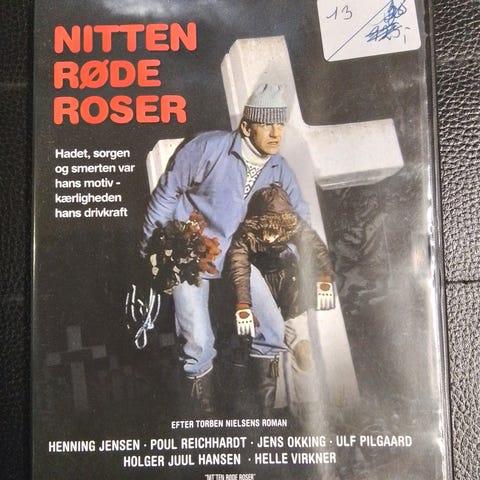 13
NITTEN
RØDE
ROSER
Hadet, sorgen
og smerten var
hans motiv -
kærligheden
hans drivkraft
EFTER TORBEN NIELSENS ROMAN
HENNING JENSEN · POUL REICHHARDT · JENS OKKING · ULF PILGAARD
HOLGER JUUL HANSEN · HELLE VIRKNER
"NITTEN RØDE ROSER"